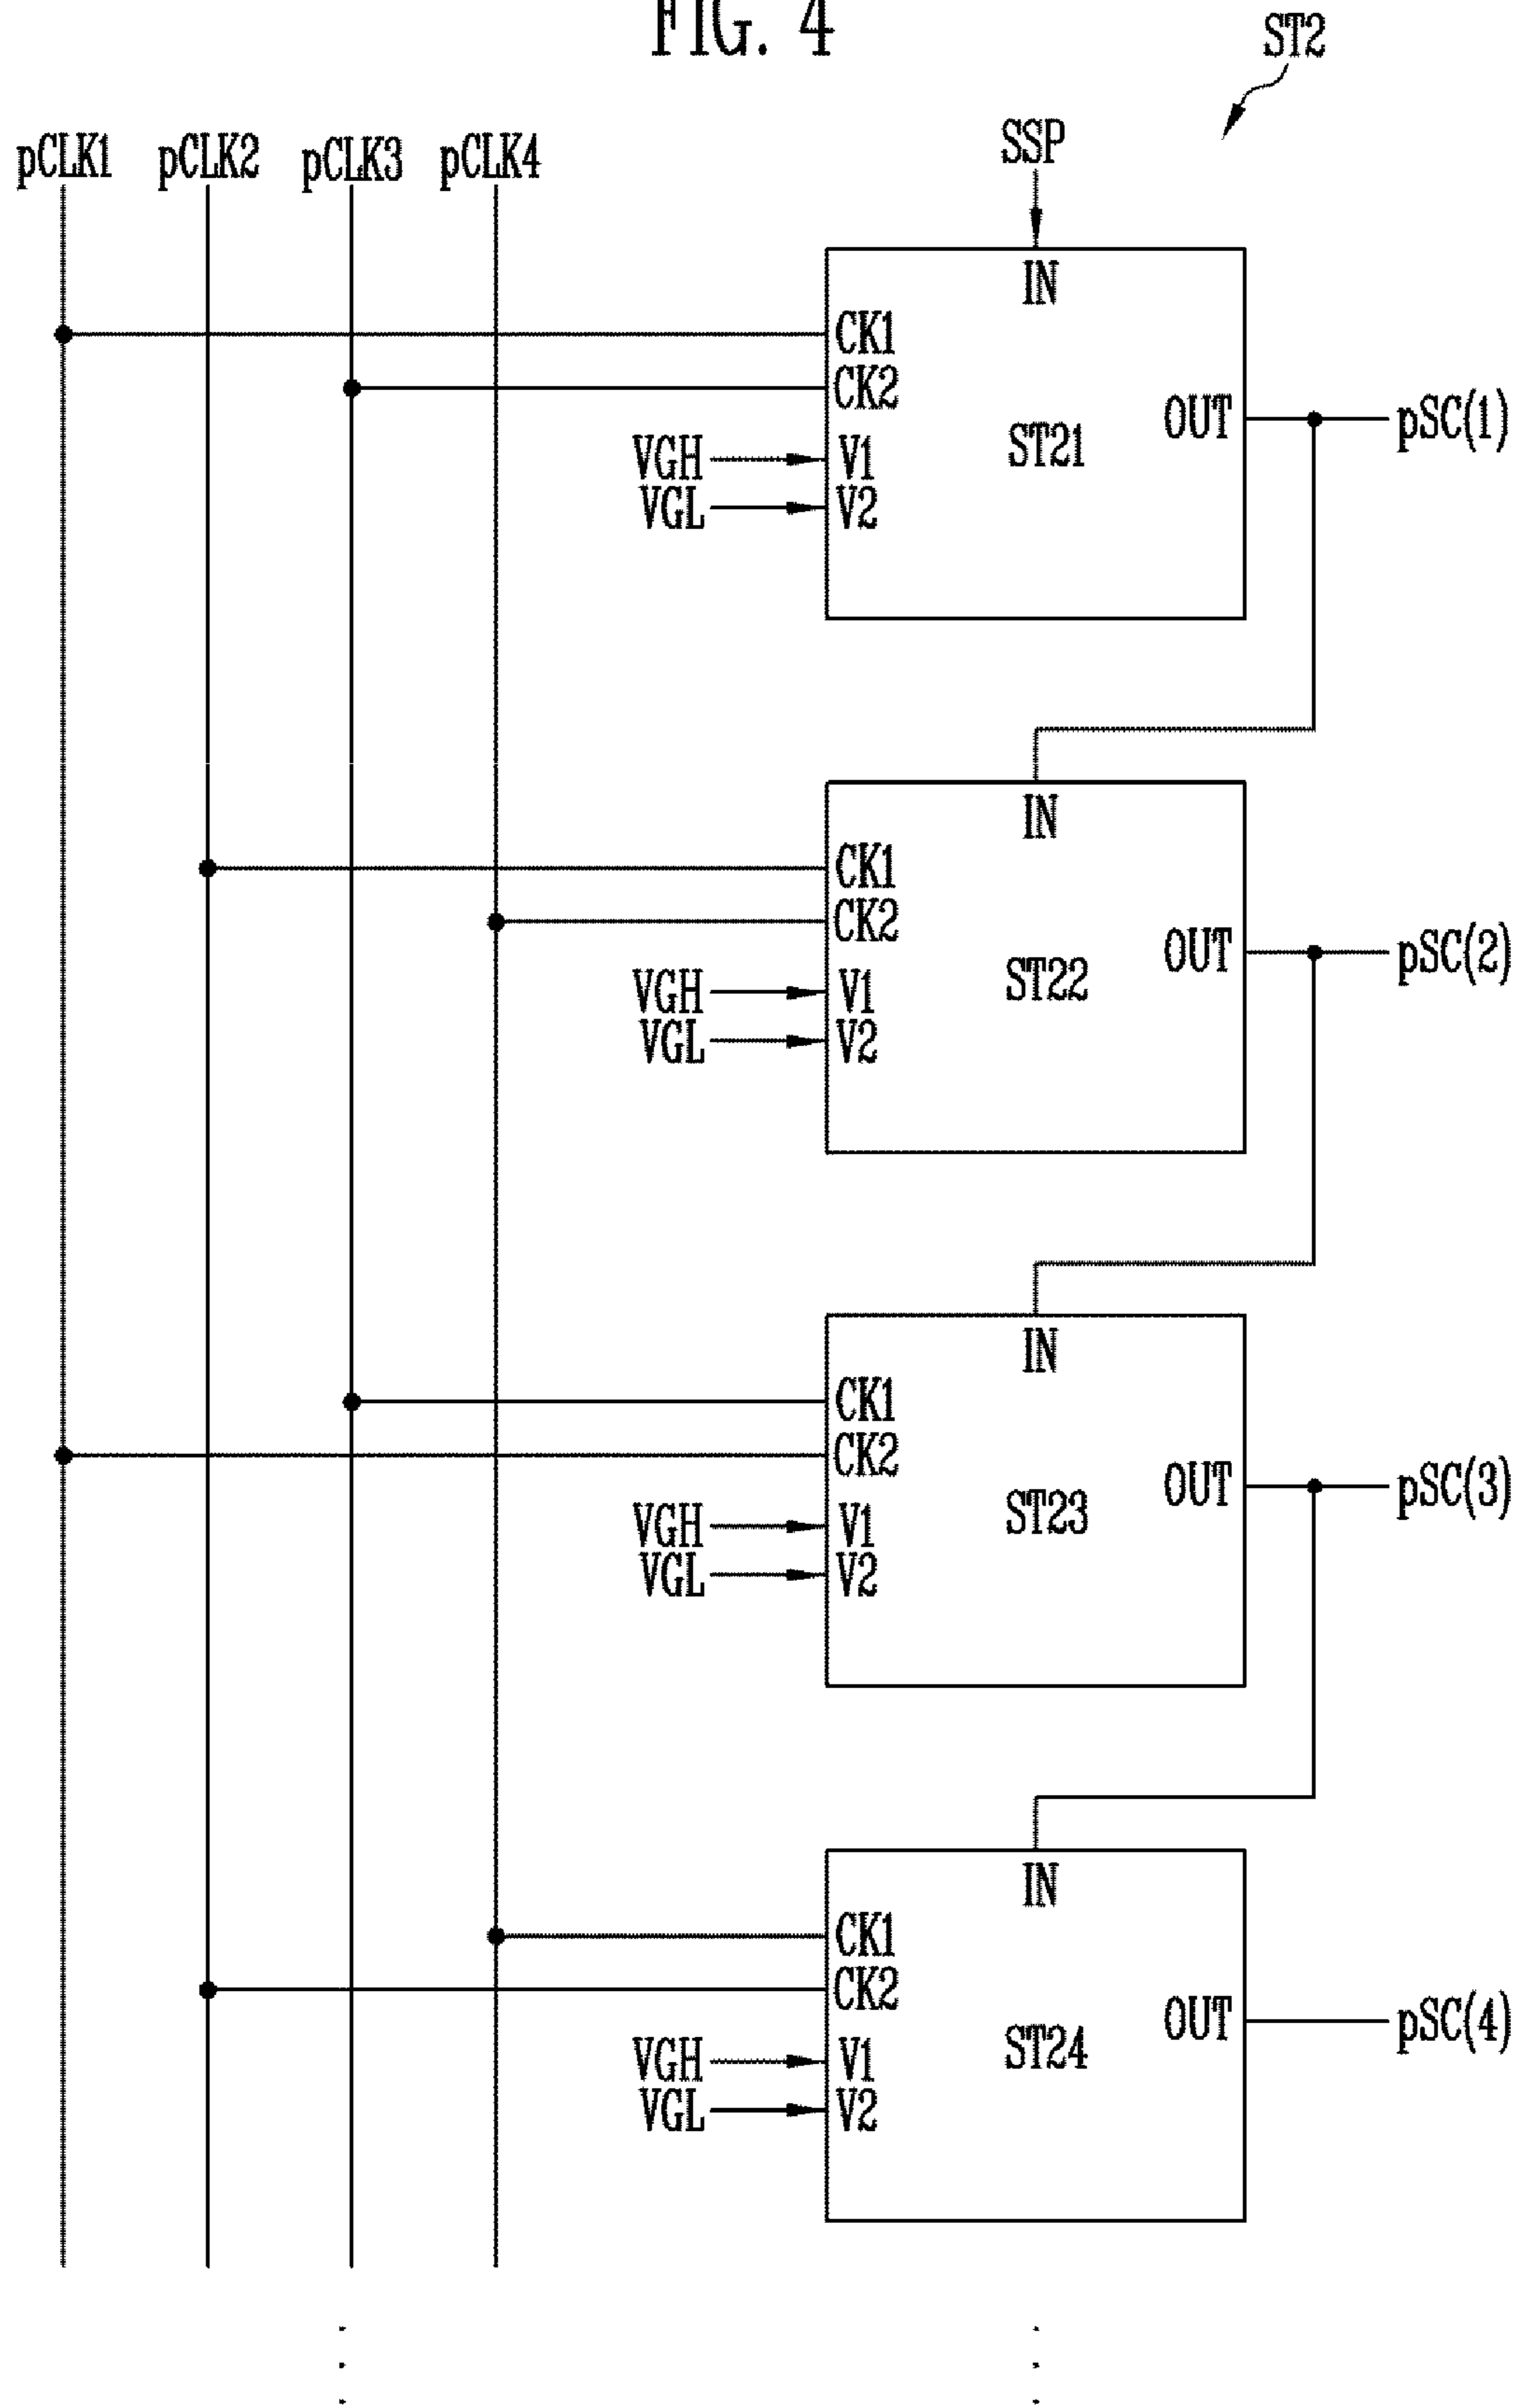 FIG. 4
ST2
pCLK1 pCLK2 pCLK3 pCLK4
SSP
IN
CK1
CK2
VGH V1
VGL V2
ST21
OUT
pSC(1)
IN
CK1
CK2
VGH V1
VGL V2
ST22
OUT
pSC(2)
IN
CK1
CK2
VGH V1
VGL V2
ST23
OUT
pSC(3)
IN
CK1
CK2
VGH V1
VGL V2
ST24
OUT
pSC(4)